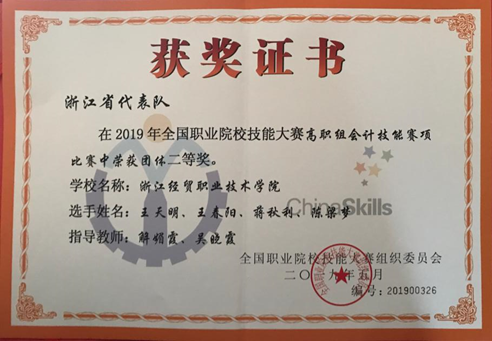 获奖证书
浙江省代表队
在2019年全国职业院校技能大赛高职组会计技能赛项
比赛中荣获团体二等奖。
学校名称：浙江经贸职业技术学院
选手姓名：王天明、王春阳、蒋秋利、陈梁梦
指导教师：解娟霞、吴晓霞
ChinaSkills
全国职业院校技能大赛组织委员会
二〇一九年五月
编号：201900326